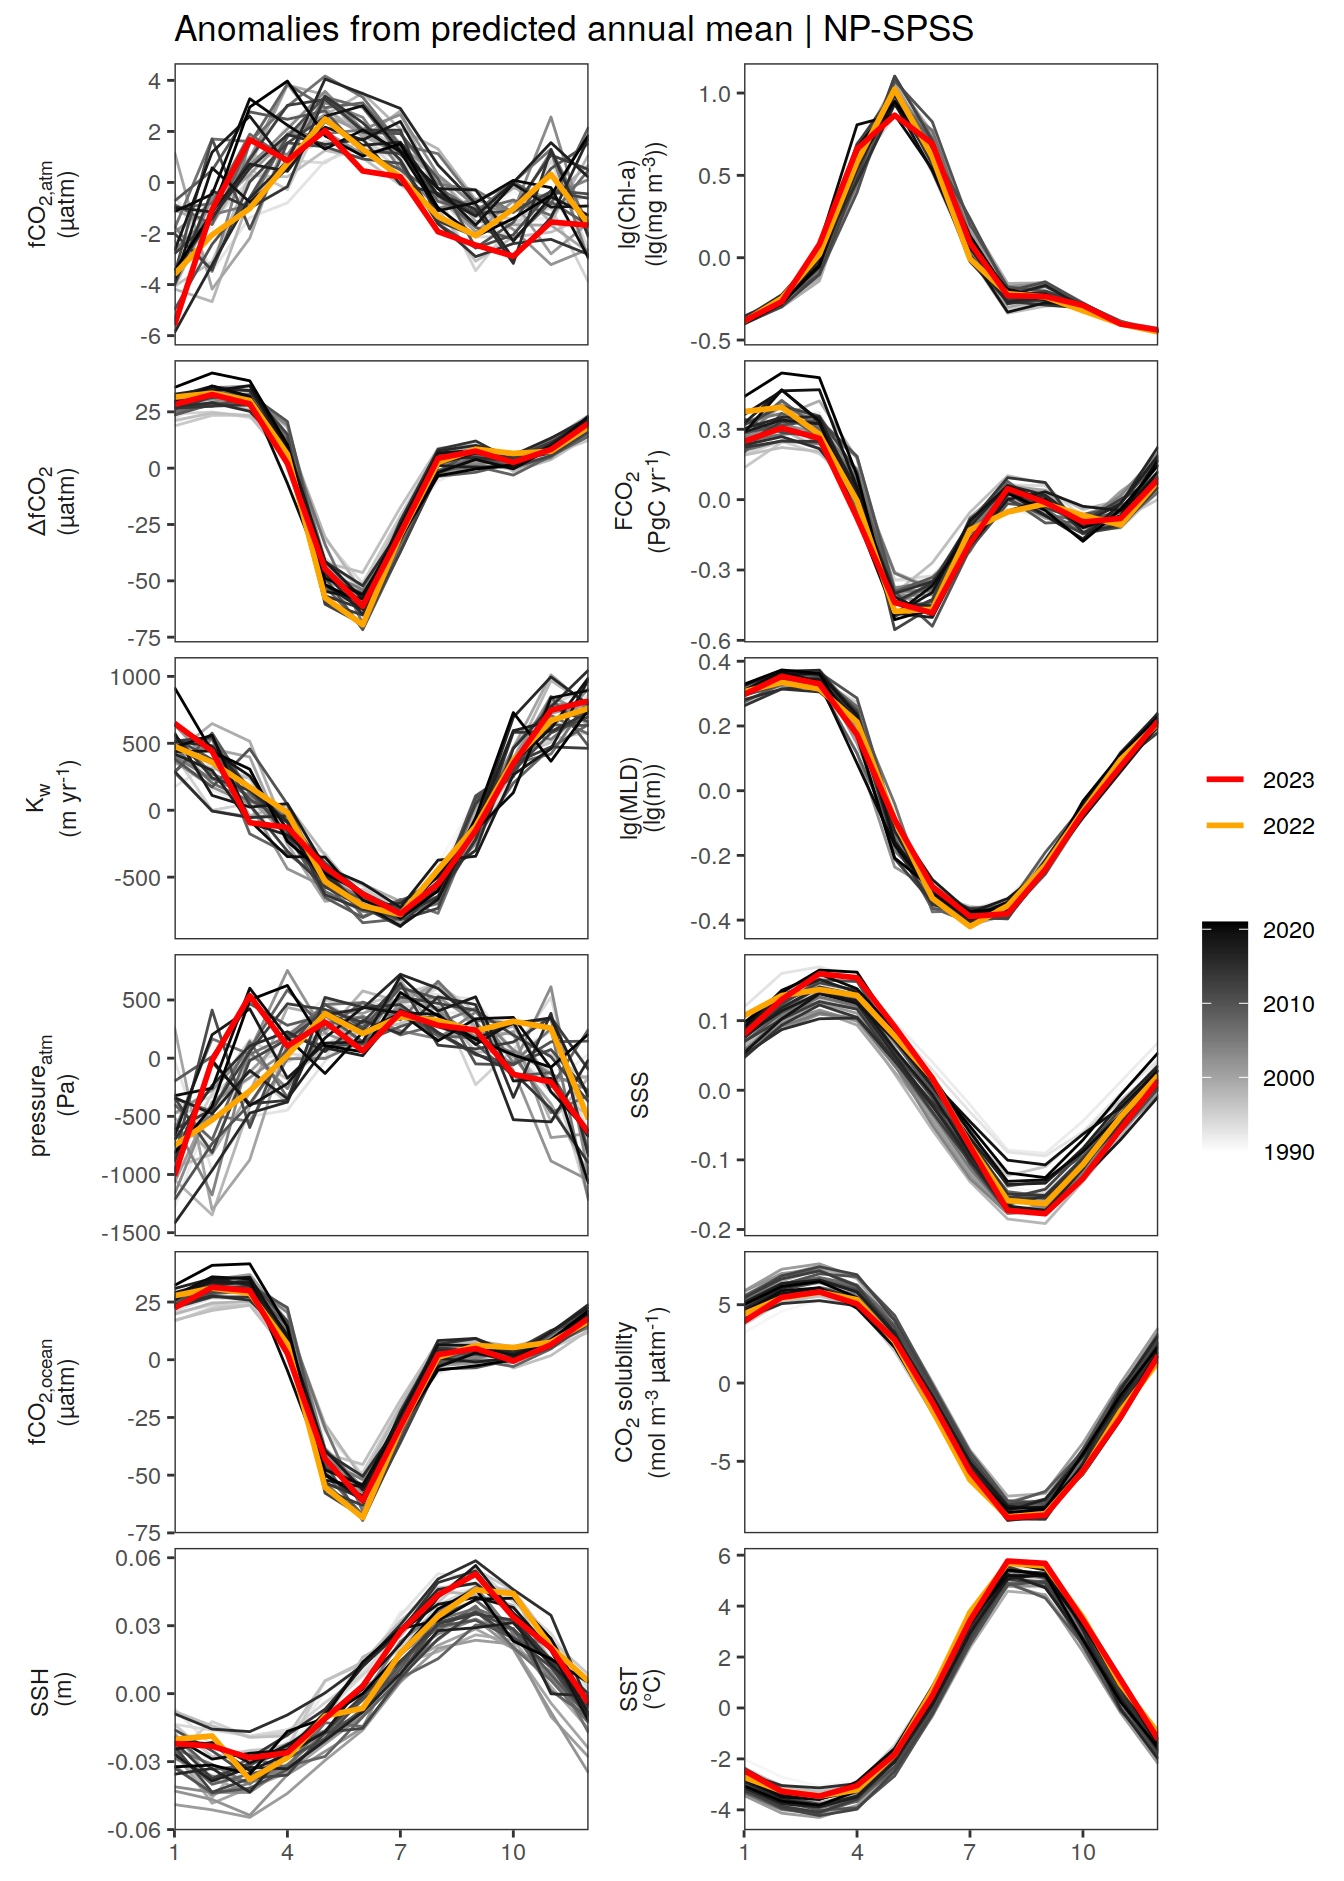 Anomalies from predicted annual mean | NP-SPSS
fCO2,atm
(µatm)
4
2
0
-2
-4
-6
lg(Chl-a)
(lg(mg m-3))
1.0
0.5
0.0
-0.5
ΔfCO2
(µatm)
25
0
-25
-50
-75
FCO2
(PgC yr-1)
0.3
0.0
-0.3
-0.6
Kw
(m yr-1)
1000
500
0
-500
lg(MLD)
(lg(m))
0.4
0.2
0.0
-0.2
-0.4
pressureatm
(Pa)
500
0
-500
-1000
-1500
SSS
0.1
0.0
-0.1
-0.2
fCO2,ocean
(µatm)
25
0
-25
-50
-75
CO2 solubility
(mol m-3 µatm-1)
5
0
-5
SSH
(m)
0.06
0.03
0.00
-0.03
-0.06
SST
(°C)
6
4
2
0
-2
-4
1 4 7 10
1 4 7 10
2023
2022
2020
2010
2000
1990